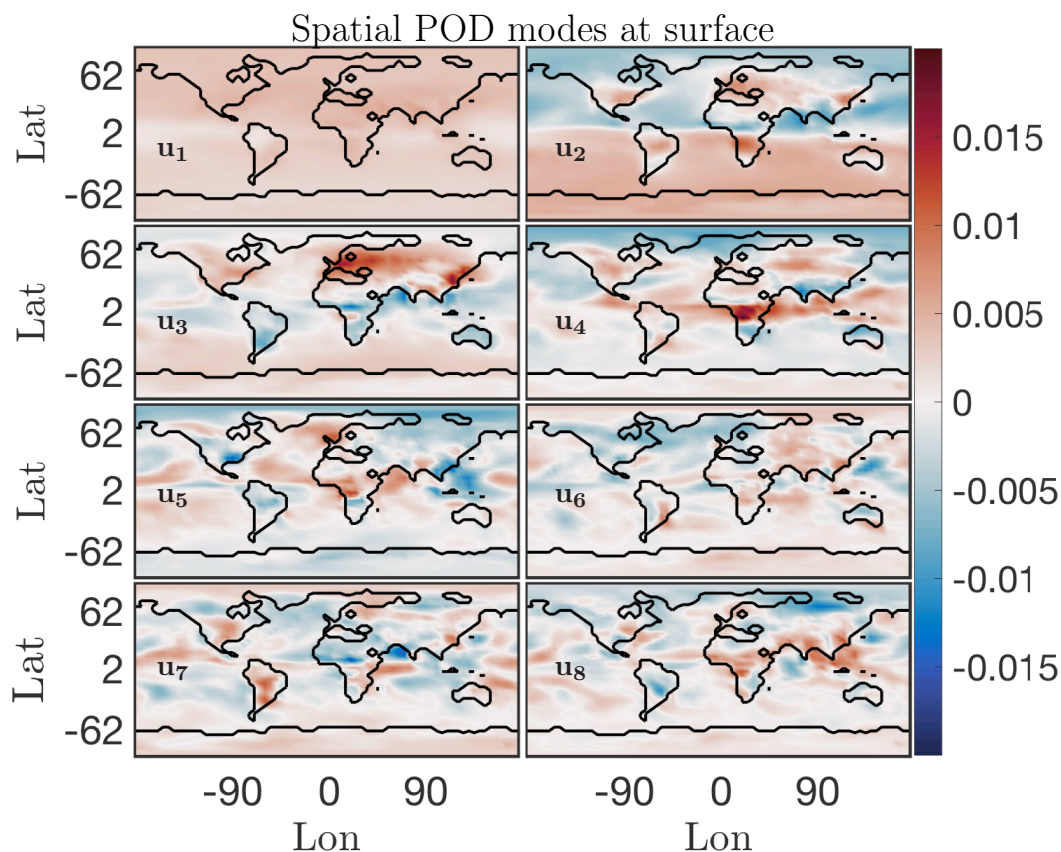 Spatial POD modes at surface
Lat 62 2 -62 u1 u2
Lat 62 2 -62 u3 u4
Lat 62 2 -62 u5 u6
Lat 62 2 -62 u7 u8
-90 0 90 -90 0 90
Lon Lon
0.015
0.01
0.005
0
-0.005
-0.01
-0.015